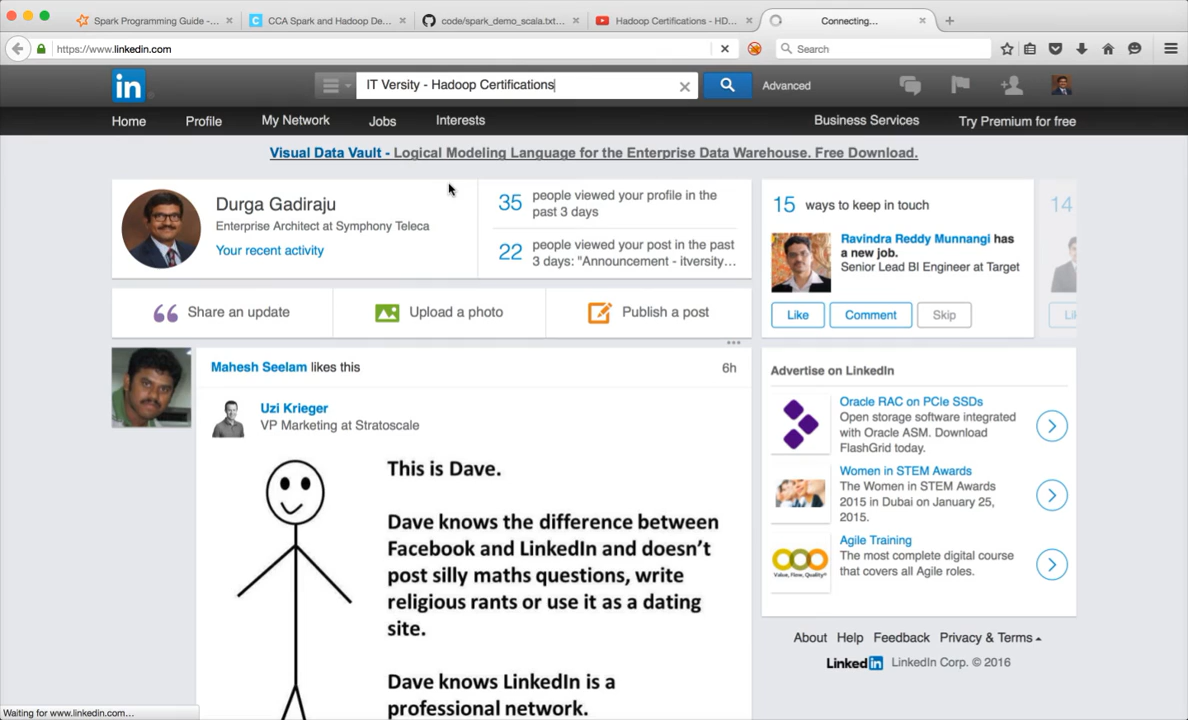 Spark Programming Guide -...
CCA Spark and Hadoop De...
code/spark_demo_scala.txt...
Hadoop Certifications - HD...
Connecting...
https://www.linkedin.com
Search
in
IT Versity - Hadoop Certifications
Advanced
Home
Profile
My Network
Jobs
Interests
Business Services
Try Premium for free
Visual Data Vault - Logical Modeling Language for the Enterprise Data Warehouse. Free Download.
Durga Gadiraju
Enterprise Architect at Symphony Teleca
Your recent activity
35 people viewed your profile in the
past 3 days
22 people viewed your post in the past
3 days: "Announcement - itversity...
15 ways to keep in touch
14
Ravindra Reddy Munnangi has
a new job.
Senior Lead BI Engineer at Target
Like
Comment
Skip
Share an update
Upload a photo
Publish a post
Mahesh Seelam likes this
6h
Uzi Krieger
VP Marketing at Stratoscale
This is Dave.
Dave knows the difference between
Facebook and LinkedIn and doesn't
post silly maths questions, write
religious rants or use it as a dating
site.
Dave knows LinkedIn is a
professional network.
Advertise on LinkedIn
Oracle RAC on PCIe SSDs
Open storage software integrated
with Oracle ASM. Download
FlashGrid today.
Women in STEM Awards
The Women in STEM Awards
2015 in Dubai on January 25,
2015.
Agile Training
The most complete digital course
that covers all Agile roles.
Value, Flow, Quality
About Help Feedback Privacy & Terms
LinkedIn LinkedIn Corp. © 2016
Waiting for www.linkedin.com...